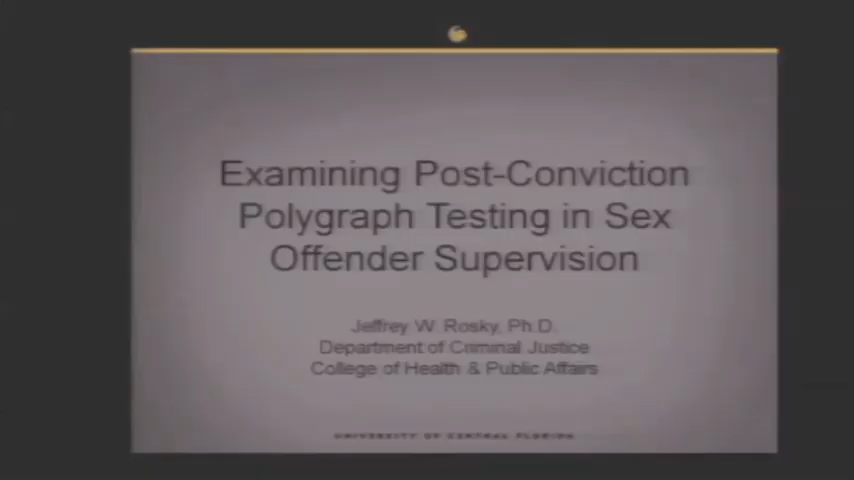 Examining Post-Conviction
Polygraph Testing in Sex
Offender Supervision
Jeffrey W. Rosky, Ph.D.
Department of Criminal Justice
College of Health & Public Affairs
UNIVERSITY OF CENTRAL FLORIDA